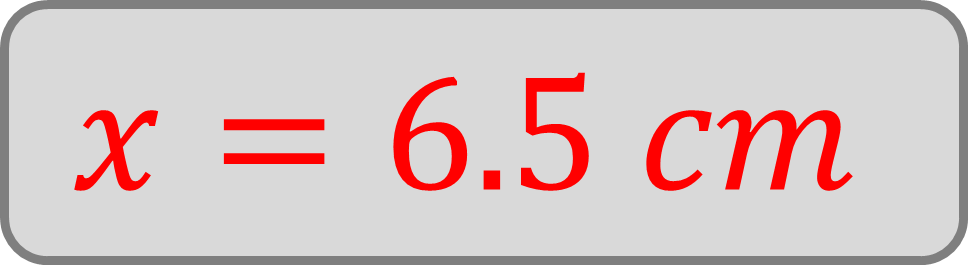 x = 6.5 cm